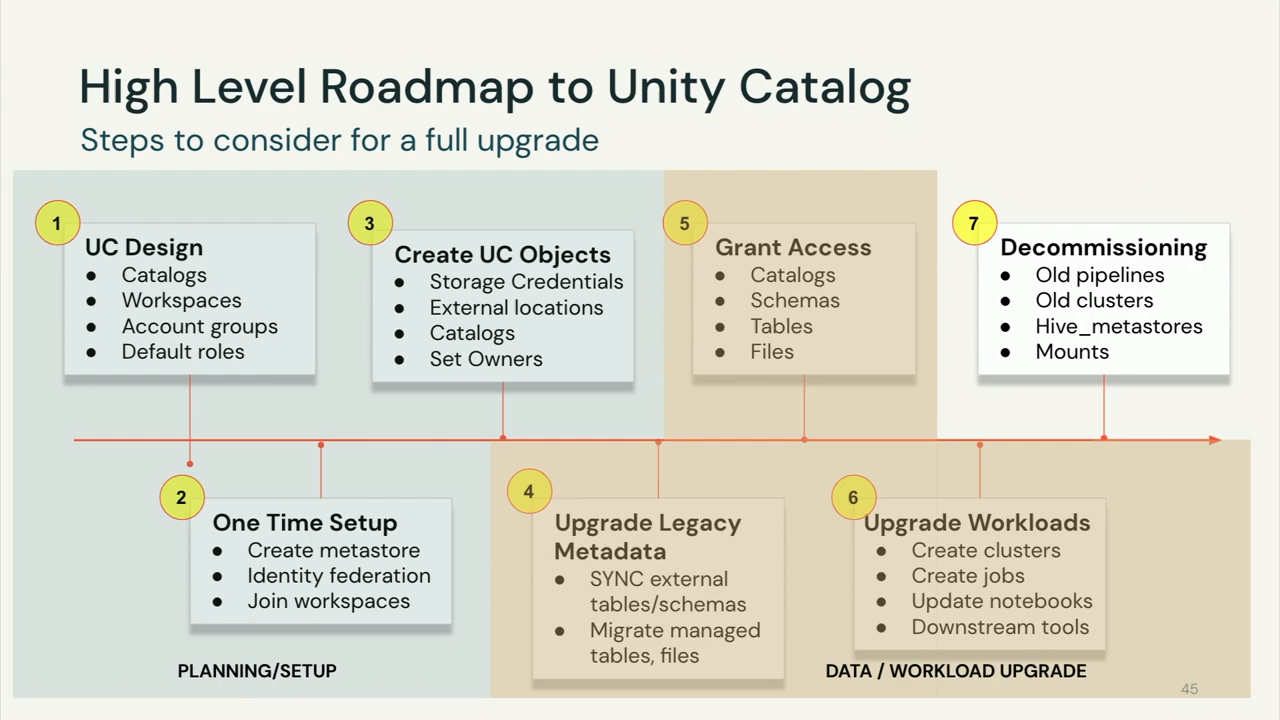 High Level Roadmap to Unity Catalog
Steps to consider for a full upgrade
1
UC Design
● Catalogs
● Workspaces
● Account groups
● Default roles
2
One Time Setup
● Create metastore
● Identity federation
● Join workspaces
3
Create UC Objects
● Storage Credentials
● External locations
● Catalogs
● Set Owners
4
Upgrade Legacy
Metadata
● SYNC external
tables/schemas
● Migrate managed
tables, files
5
Grant Access
● Catalogs
● Schemas
● Tables
● Files
6
Upgrade Workloads
● Create clusters
● Create jobs
● Update notebooks
● Downstream tools
7
Decommissioning
● Old pipelines
● Old clusters
● Hive_metastores
● Mounts
PLANNING/SETUP
DATA / WORKLOAD UPGRADE
45